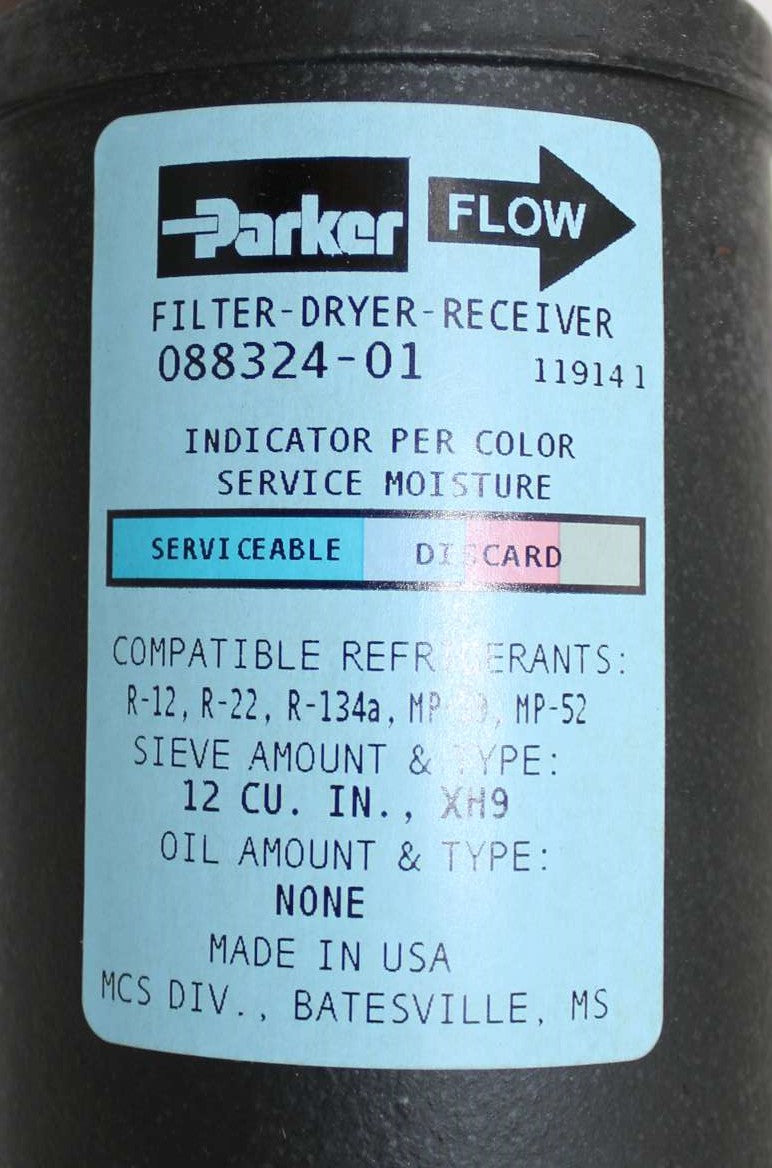 Parker FLOW
FILTER-DRYER-RECEIVER
088324-01 119141
INDICATOR PER COLOR
SERVICE MOISTURE
SERVICEABLE DISCARD
COMPATIBLE REFRIGERANTS:
R-12, R-22, R-134a, MP-52
SIEVE AMOUNT & TYPE:
12 CU. IN., XH9
OIL AMOUNT & TYPE:
NONE
MADE IN USA
MCS DIV., BATESVILLE, MS